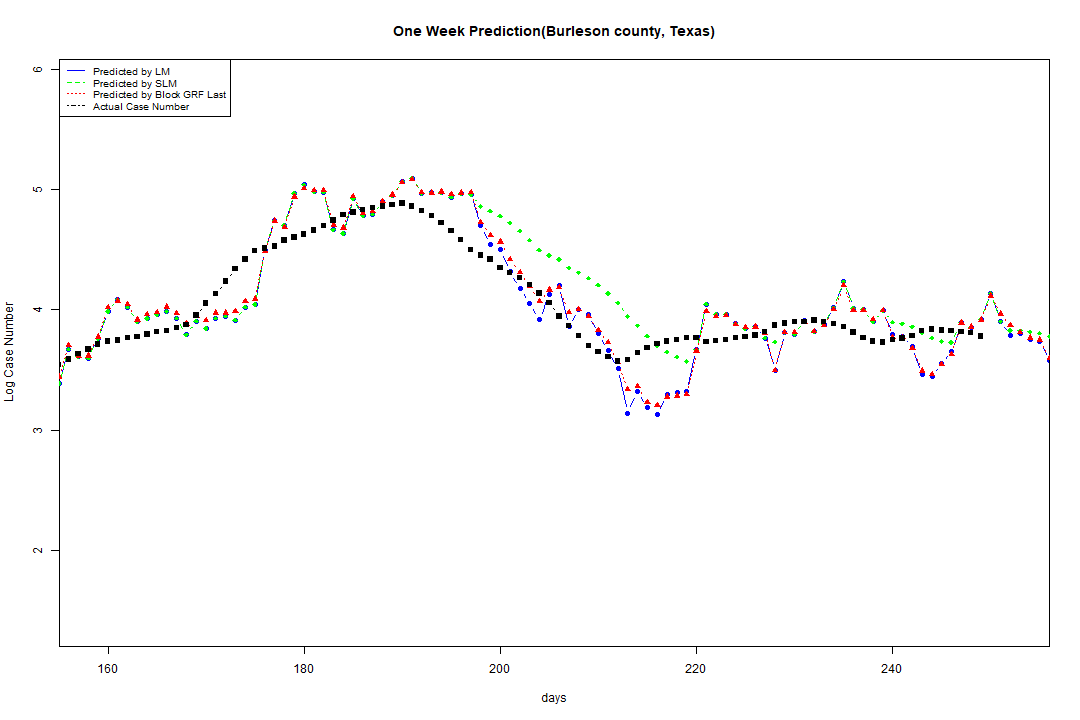 One Week Prediction(Burleson county, Texas)
Predicted by LM
Predicted by SLM
Predicted by Block GRF Last
Actual Case Number
6
5
4
3
2
Log Case Number
160 180 200 220 240
days